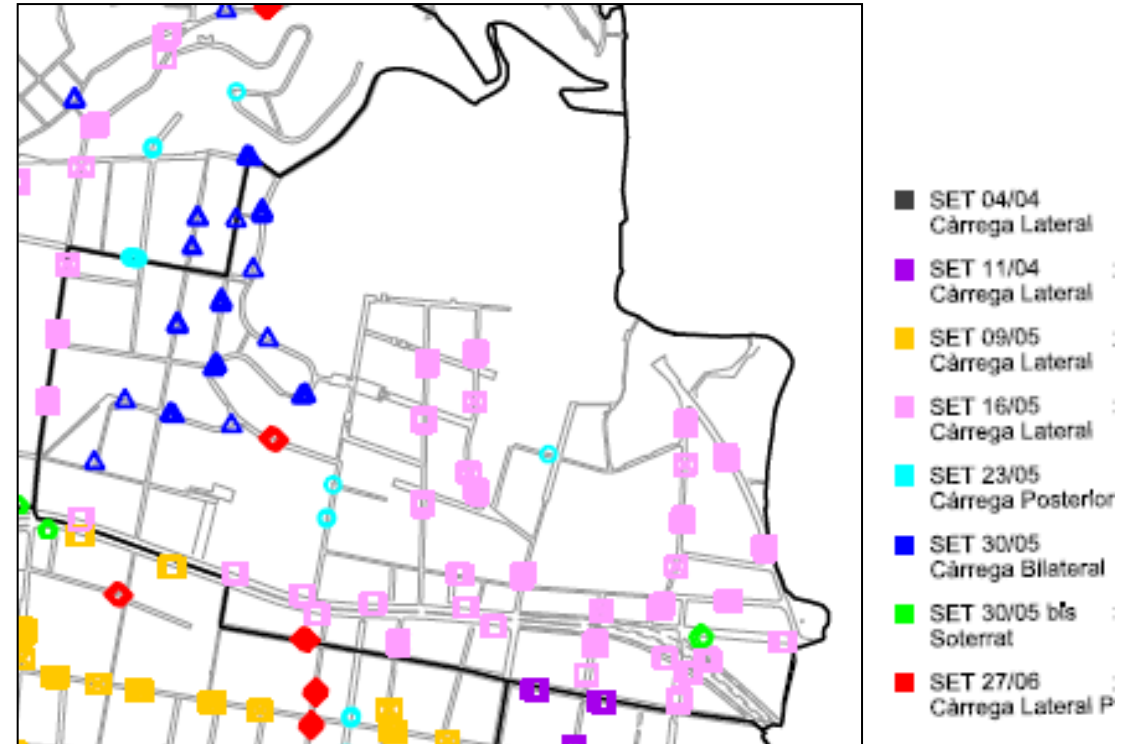 SET 04/04
Càrrega Lateral
SET 11/04
Càrrega Lateral
SET 09/05
Càrrega Lateral
SET 16/05
Càrrega Lateral
SET 23/05
Càrrega Posterior
SET 30/05
Càrrega Bilateral
SET 30/05 bis
Soterrat
SET 27/06
Càrrega Lateral P